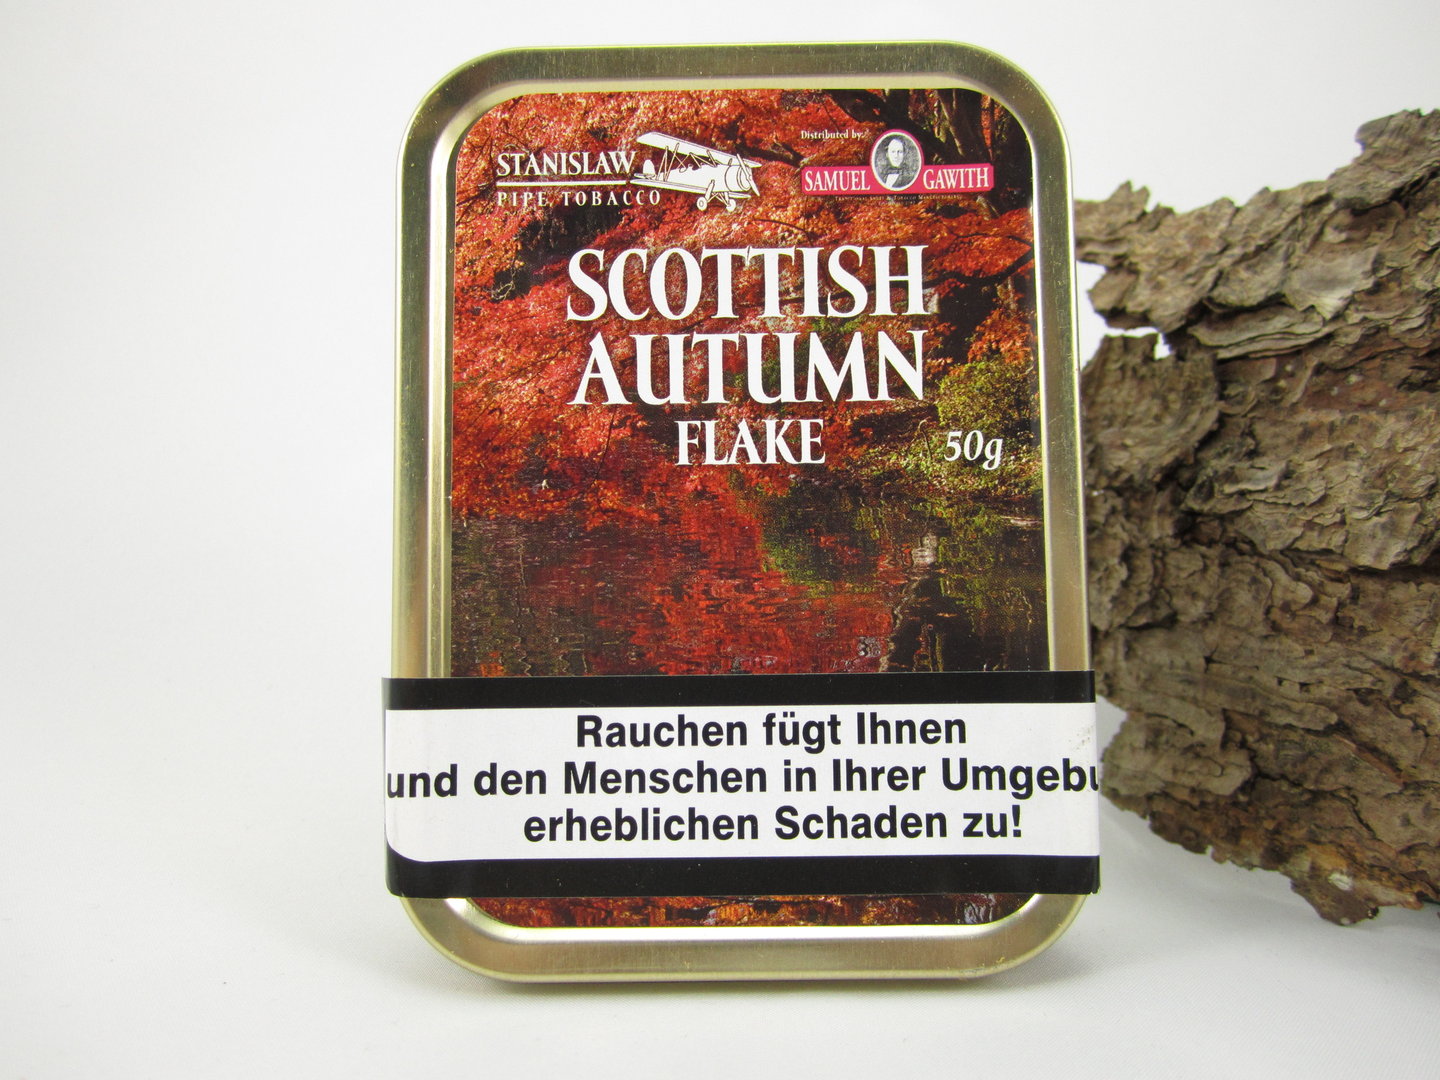 STANISLAW
PIPE TOBACCO
Distributed by:
SAMUEL GAWITH
SCOTTISH
AUTUMN
FLAKE
50g
Rauchen fügt Ihnen
und den Menschen in Ihrer Umgebu
erheblichen Schaden zu!